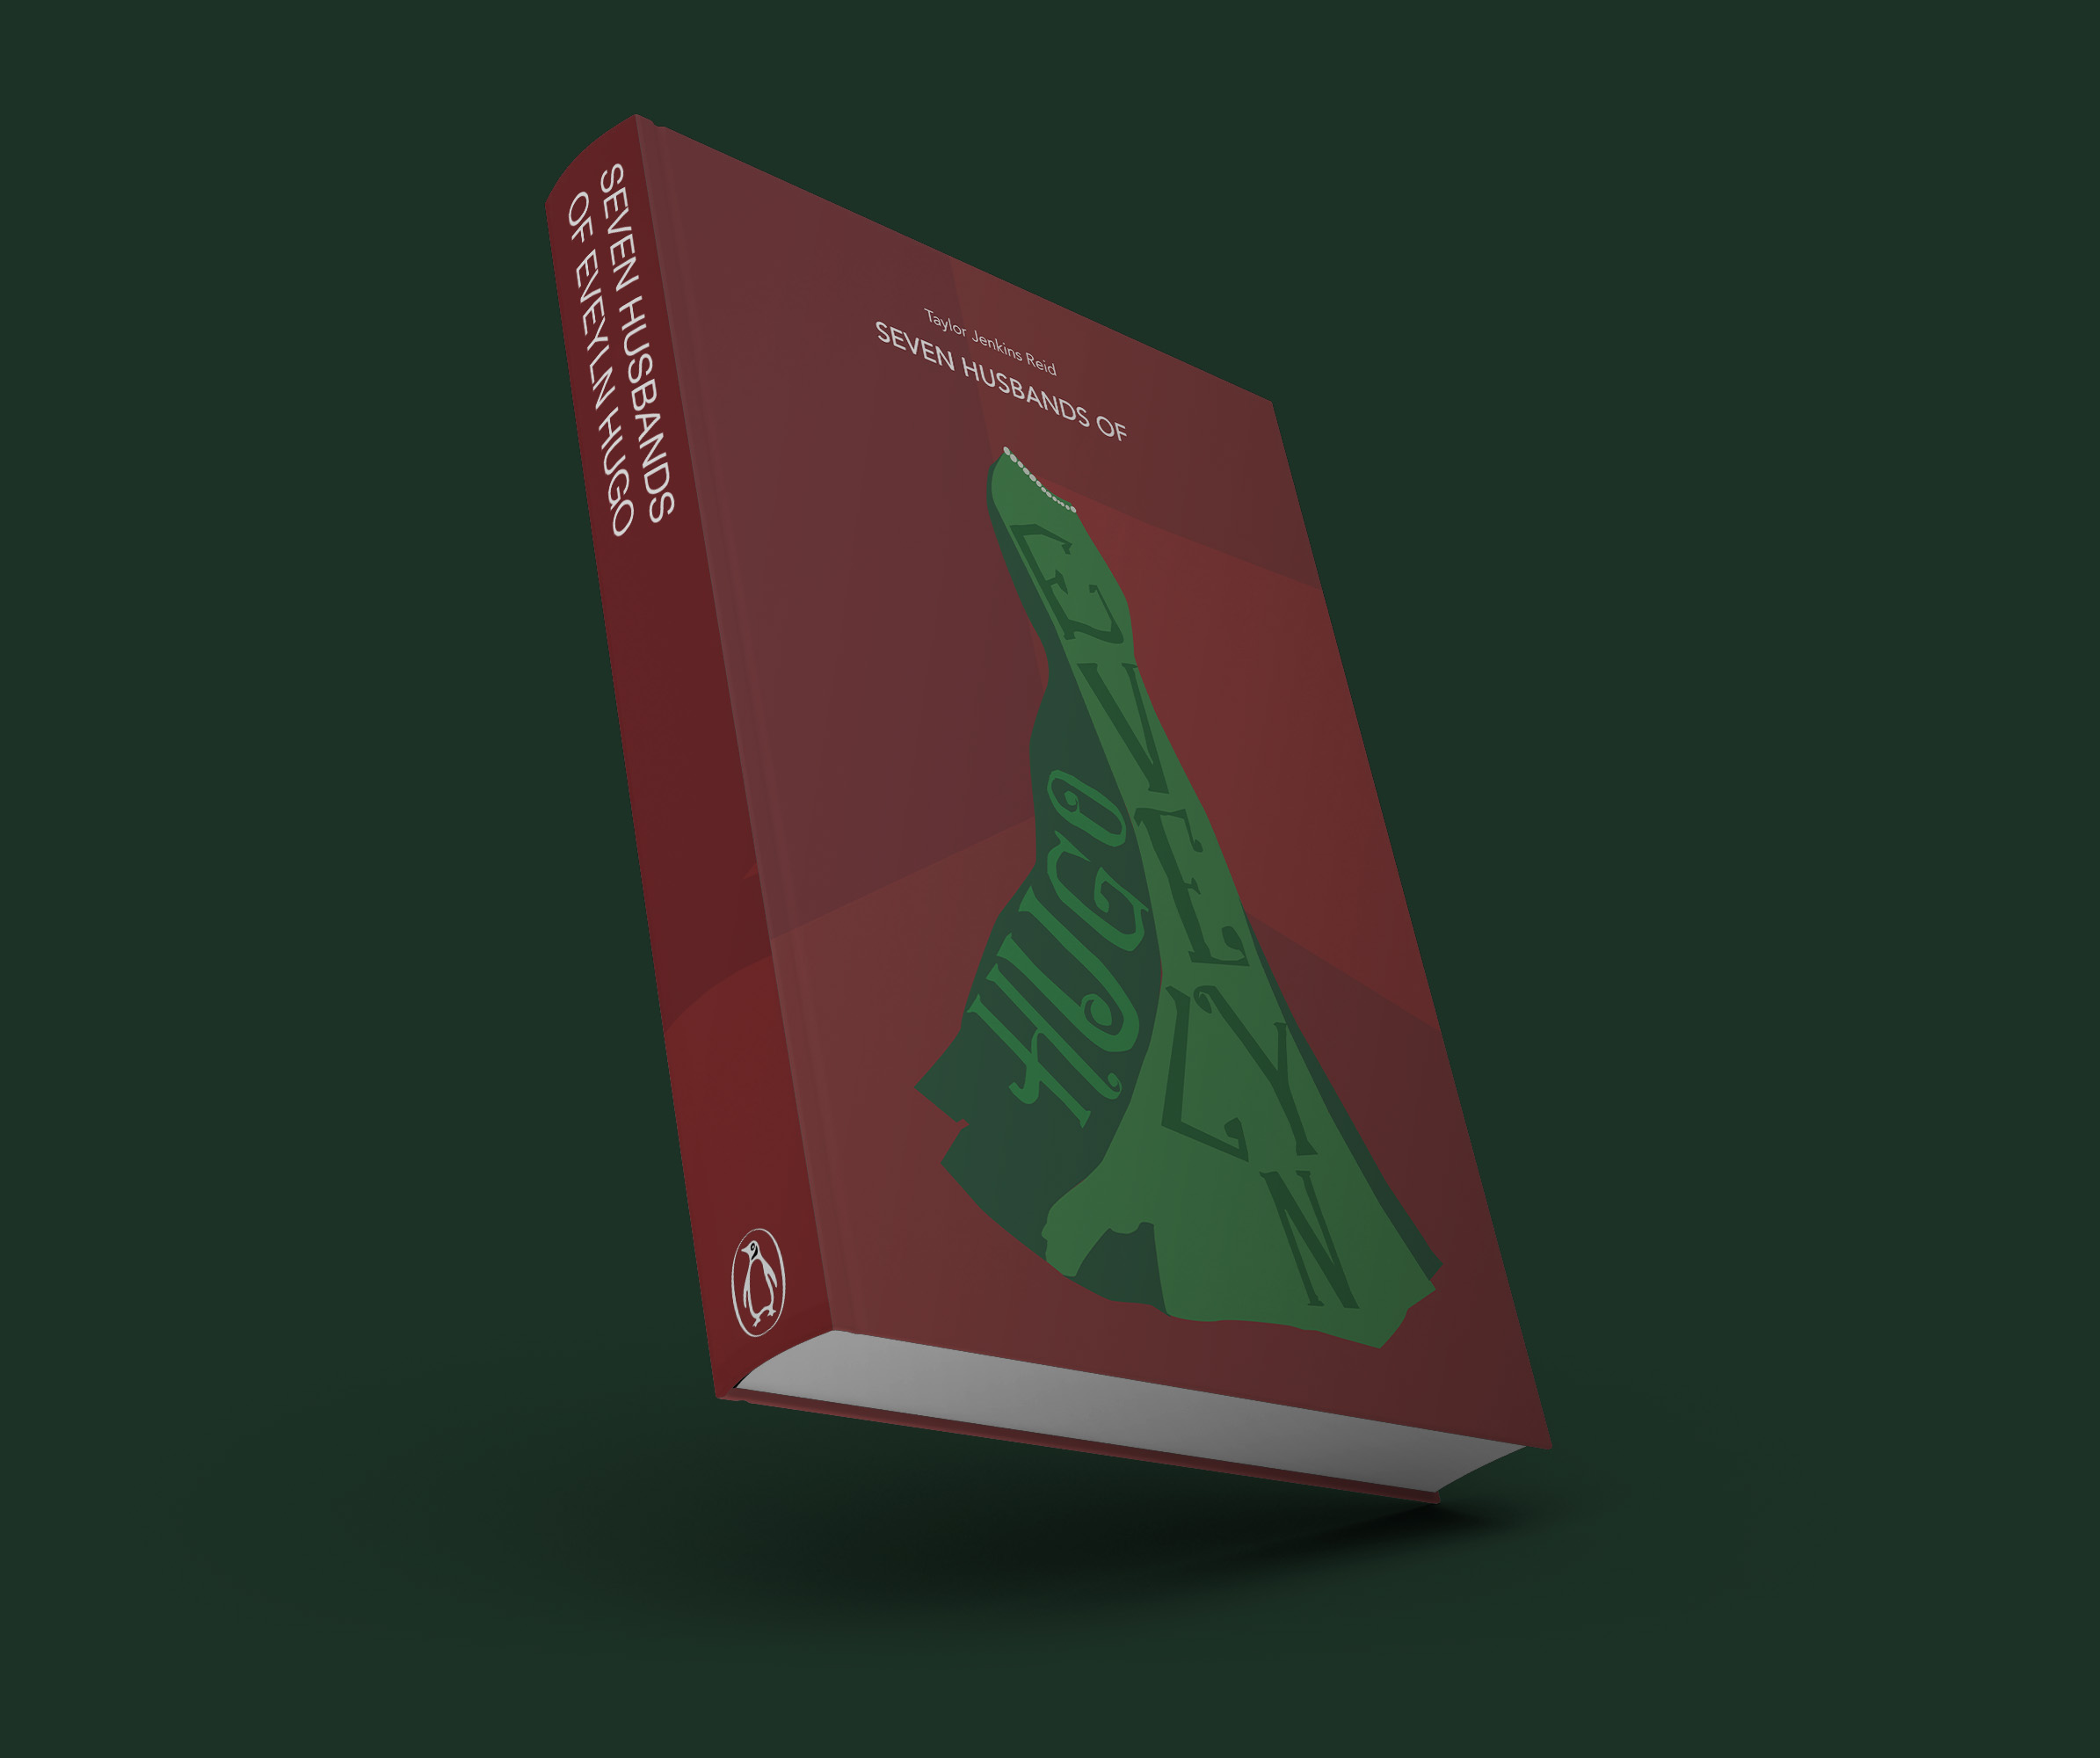 SEVEN HUSBANDS
OF EVEYLN HUGO
Taylor Jenkins Reid
SEVEN HUSBANDS OF
EVELYN
HUGO